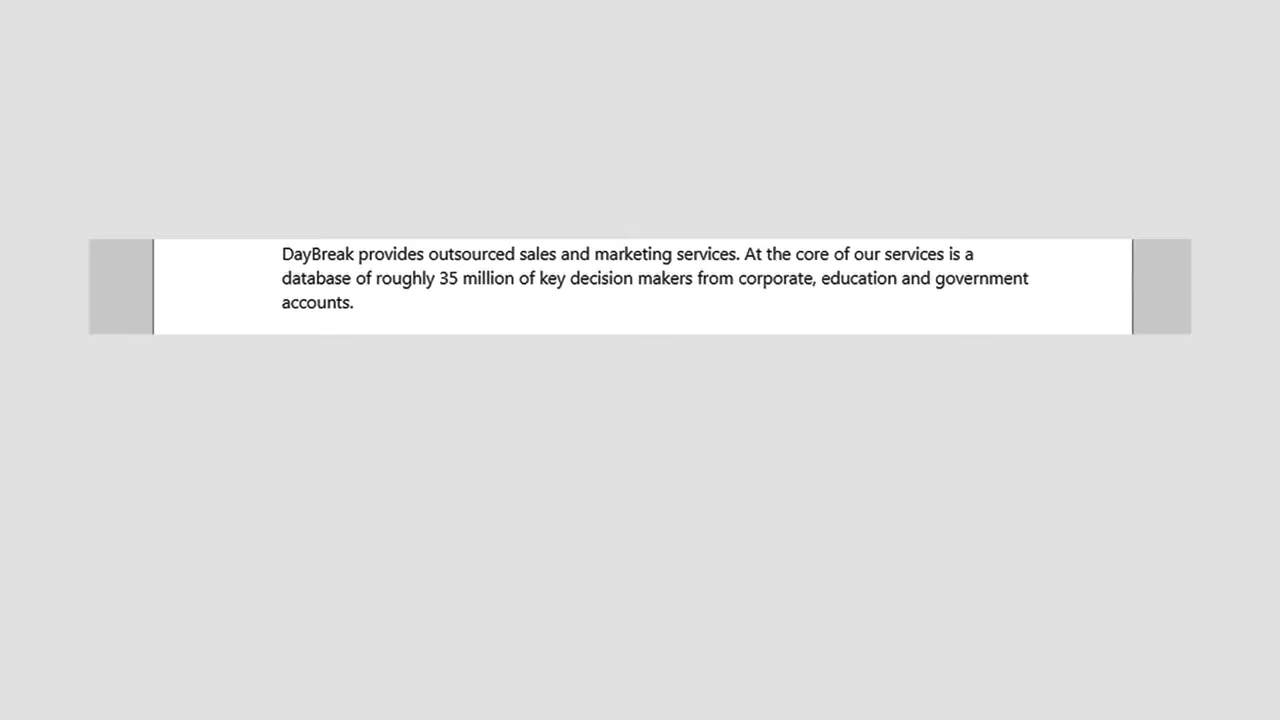 DayBreak provides outsourced sales and marketing services. At the core of our services is a
database of roughly 35 million of key decision makers from corporate, education and government
accounts.